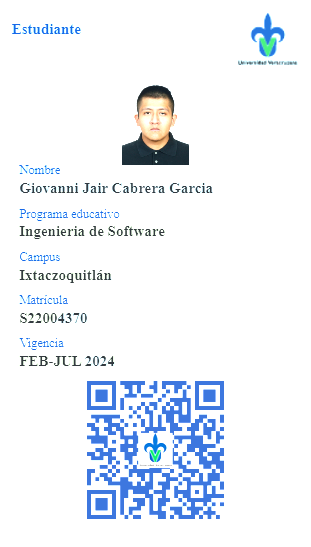 Estudiante
Universidad Veracruzana
Nombre
Giovanni Jair Cabrera Garcia
Programa educativo
Ingenieria de Software
Campus
Ixtaczoquitlán
Matrícula
S22004370
Vigencia
FEB-JUL 2024